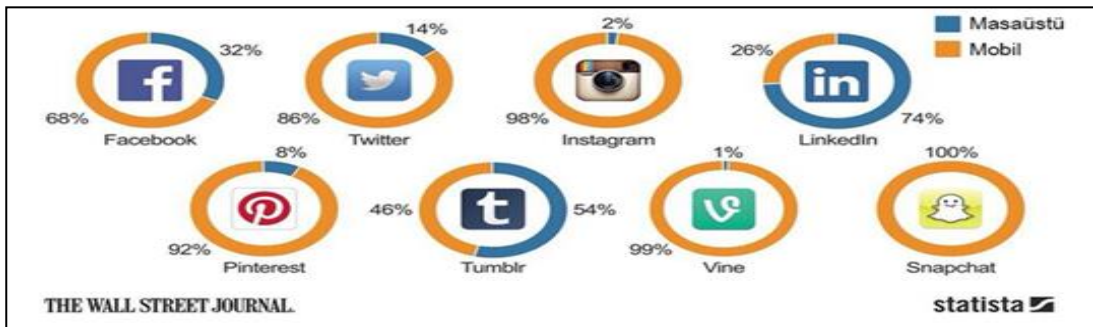 Masaüstü
Mobil
32%
68%
Facebook
14%
86%
Twitter
2%
98%
Instagram
26%
74%
LinkedIn
8%
92%
Pinterest
46%
54%
Tumblr
1%
99%
Vine
100%
Snapchat
THE WALL STREET JOURNAL.
statista